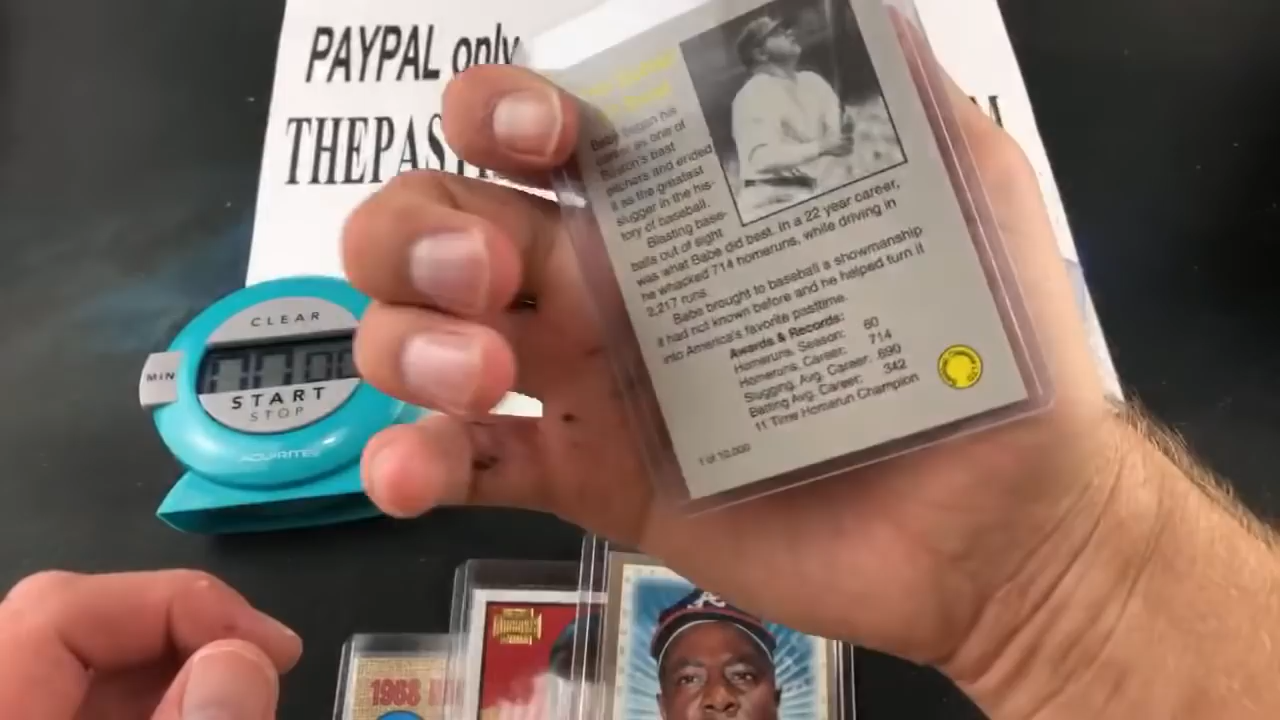 PAYPAL only
THEPAS
M
CLEAR
MIN
START
STOP
ACURITE
Babe began his
career as one of
Boston's best
pitchers and ended
it as the greatest
slugger in the his-
tory of baseball.
Blasting base-
balls out of sight
was what Babe did best. In a 22 year career,
he whacked 714 homeruns, while driving in
2,217 runs.
Babe brought to baseball a showmanship
it had not known before and he helped turn it
into America's favorite pasttime.
Awards & Records:
Homeruns, Season: 60
Homeruns, Career: 714
Slugging, Avg. Career: .690
Batting Avg. Career: 342
11 Time Homerun Champion
1 of 10,000
1968
A